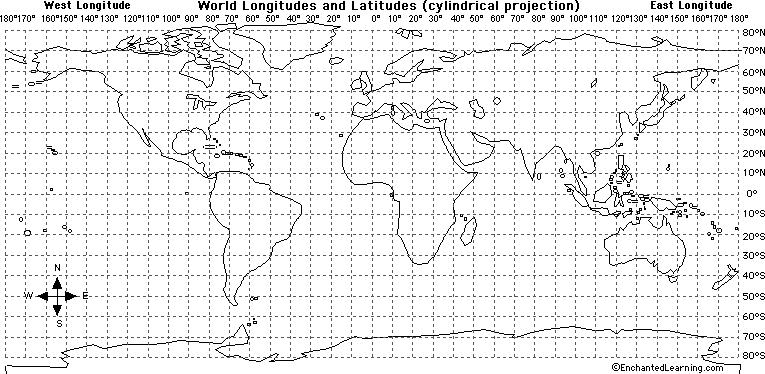 West Longitude World Longitudes and Latitudes (cylindrical projection) East Longitude
180°170° 160°150°140°130°120°110°100° 90° 80° 70° 60° 50° 40° 30° 20° 10° 0° 10° 20° 30° 40° 50° 60° 70° 80° 90° 100° 110° 120°130°140°150° 160° 170° 180°
80°N
70°N
60°N
50°N
40°N
30°N
20°N
10°N
0°
10°S
20°S
30°S
40°S
N
W E
50°S
S
60°S
70°S
80°S
©EnchantedLearning.com